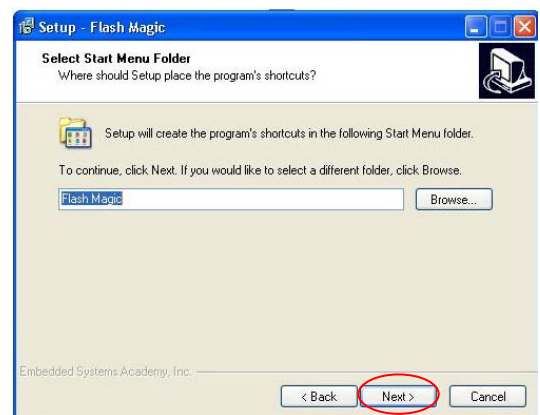 Setup - Flash Magic
Select Start Menu Folder
Where should Setup place the program's shortcuts?
Setup will create the program's shortcuts in the following Start Menu folder.
To continue, click Next. If you would like to select a different folder, click Browse.
Flash Magic
Browse...
Embedded Systems Academy, Inc.
< Back
Next >
Cancel